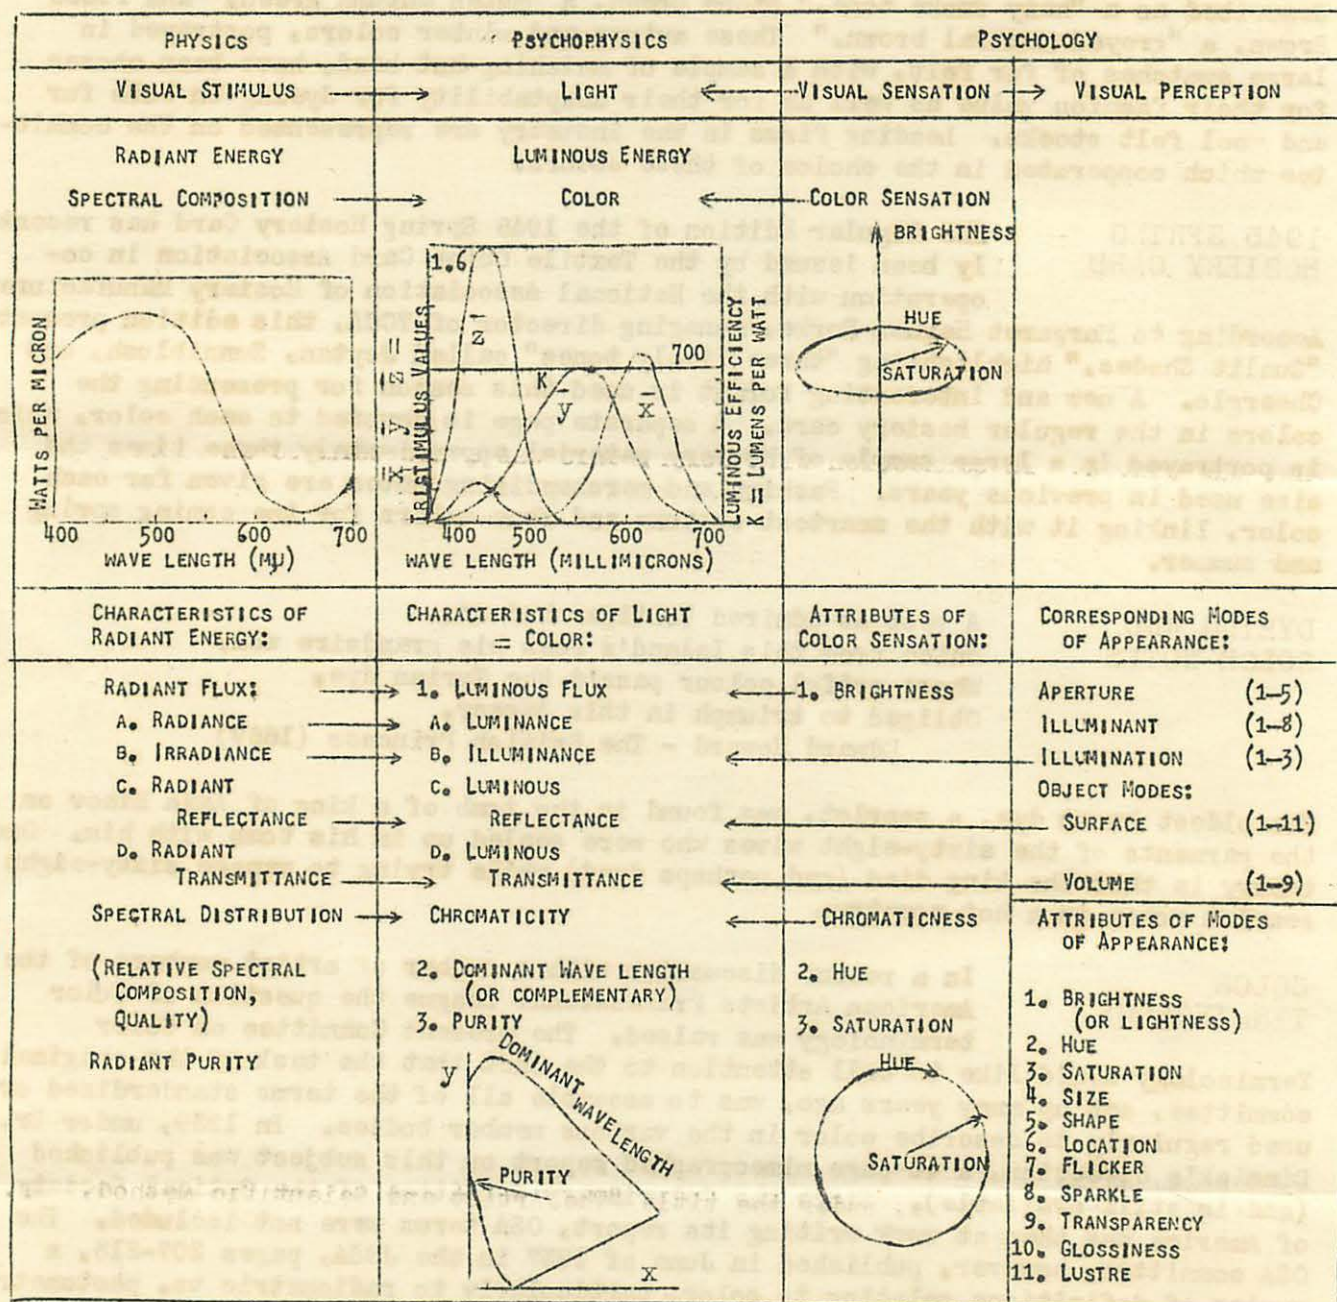 PHYSICS PSYCHOPHYSICS PSYCHOLOGY
VISUAL STIMULUS LIGHT VISUAL SENSATION VISUAL PERCEPTION
RADIANT ENERGY LUMINOUS ENERGY
SPECTRAL COMPOSITION COLOR COLOR SENSATION
WATTS PER MICRON
400 500 600 700
WAVE LENGTH (Mµ)
TRISTIMULUS VALUES
x̄ ȳ z̄ =
1.6
z̄
K
ȳ
x̄
700
LUMINOUS EFFICIENCY
K = LUMENS PER WATT
400 500 600 700
WAVE LENGTH (MILLIMICRONS)
BRIGHTNESS
HUE
SATURATION
CHARACTERISTICS OF
RADIANT ENERGY:
CHARACTERISTICS OF LIGHT
= COLOR:
ATTRIBUTES OF
COLOR SENSATION:
CORRESPONDING MODES
OF APPEARANCE:
RADIANT FLUX: 1. LUMINOUS FLUX 1. BRIGHTNESS APERTURE (1-5)
A. RADIANCE A. LUMINANCE ILLUMINANT (1-8)
B. IRRADIANCE B. ILLUMINANCE ILLUMINATION (1-3)
C. RADIANT C. LUMINOUS OBJECT MODES:
REFLECTANCE REFLECTANCE SURFACE (1-11)
D. RADIANT D. LUMINOUS
TRANSMITTANCE TRANSMITTANCE VOLUME (1-9)
SPECTRAL DISTRIBUTION CHROMATICITY CHROMATICNESS
(RELATIVE SPECTRAL
COMPOSITION,
QUALITY)
RADIANT PURITY
2. DOMINANT WAVE LENGTH
(OR COMPLEMENTARY)
3. PURITY
y
DOMINANT WAVELENGTH
PURITY
x
2. HUE
3. SATURATION
HUE
SATURATION
ATTRIBUTES OF MODES
OF APPEARANCE:
1. BRIGHTNESS
(OR LIGHTNESS)
2. HUE
3. SATURATION
4. SIZE
5. SHAPE
6. LOCATION
7. FLICKER
8. SPARKLE
9. TRANSPARENCY
10. GLOSSINESS
11. LUSTRE